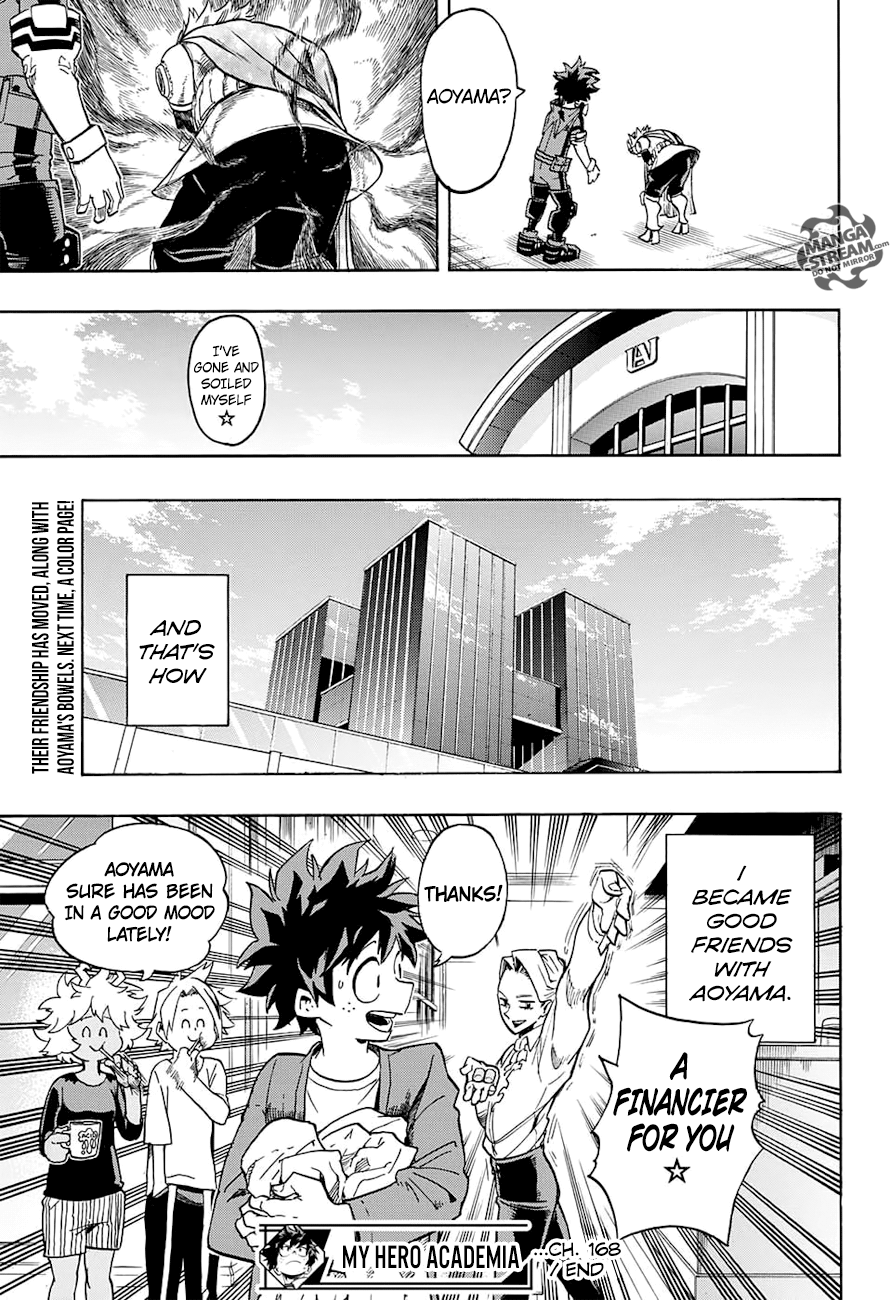 AOYAMA?
MANGA
STREAM.com
DO NOT MIRROR
UA
I'VE
GONE AND
SOILED
MYSELF
☆
THEIR FRIENDSHIP HAS MOVED, ALONG WITH
AOYAMA'S BOWELS. NEXT TIME, A COLOR PAGE!
AND
THAT'S
HOW
I
BECAME
GOOD
FRIENDS
WITH
AOYAMA.
THANKS!
AOYAMA
SURE HAS BEEN
IN A GOOD MOOD
LATELY!
A
FINANCIER
FOR YOU
☆
MY HERO ACADEMIA
...CH. 168
/ END